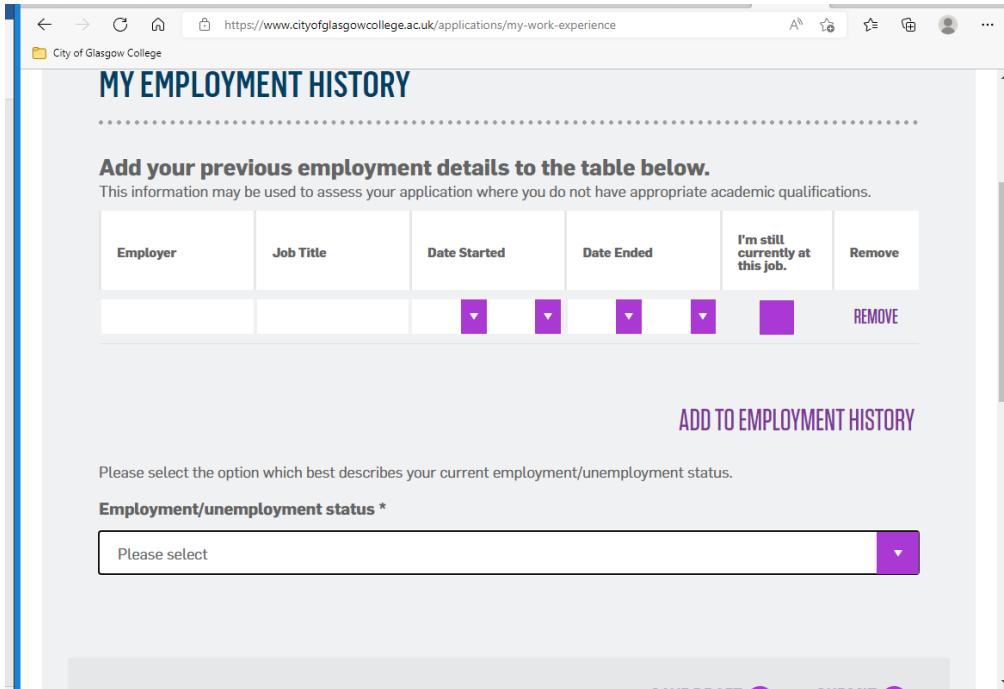 https://www.cityofglasgowcollege.ac.uk/applications/my-work-experience
City of Glasgow College
MY EMPLOYMENT HISTORY
Add your previous employment details to the table below.
This information may be used to assess your application where you do not have appropriate academic qualifications.
Employer
Job Title
Date Started
Date Ended
I'm still
currently at
this job.
Remove
REMOVE
ADD TO EMPLOYMENT HISTORY
Please select the option which best describes your current employment/unemployment status.
Employment/unemployment status *
Please select